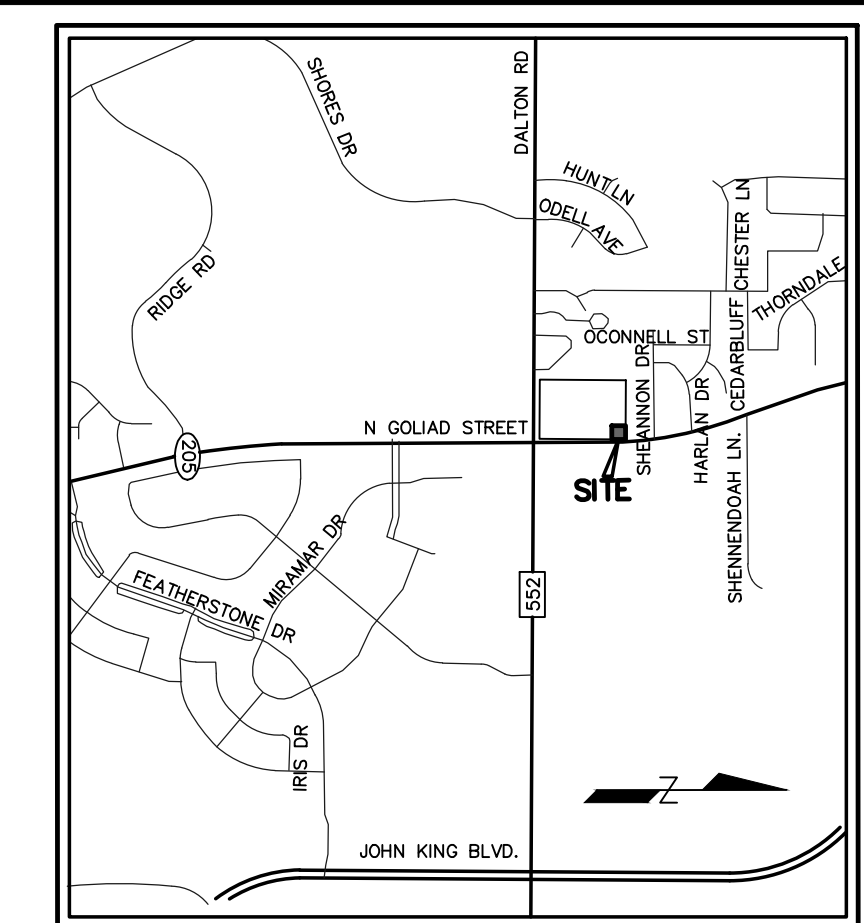 SHORES DR
DALTON RD
HUNT LN
ODELL AVE
CHESTER LN
RIDGE RD
THORNDALE
OCONNELL ST
CEDARBLUFF
SHEANNON DR
HARLAN DR
N GOLIAD STREET
205
SITE
SHENNENDOAH LN.
MIRAMAR DR
FEATHERSTONE DR
552
IRIS DR
Z
JOHN KING BLVD.